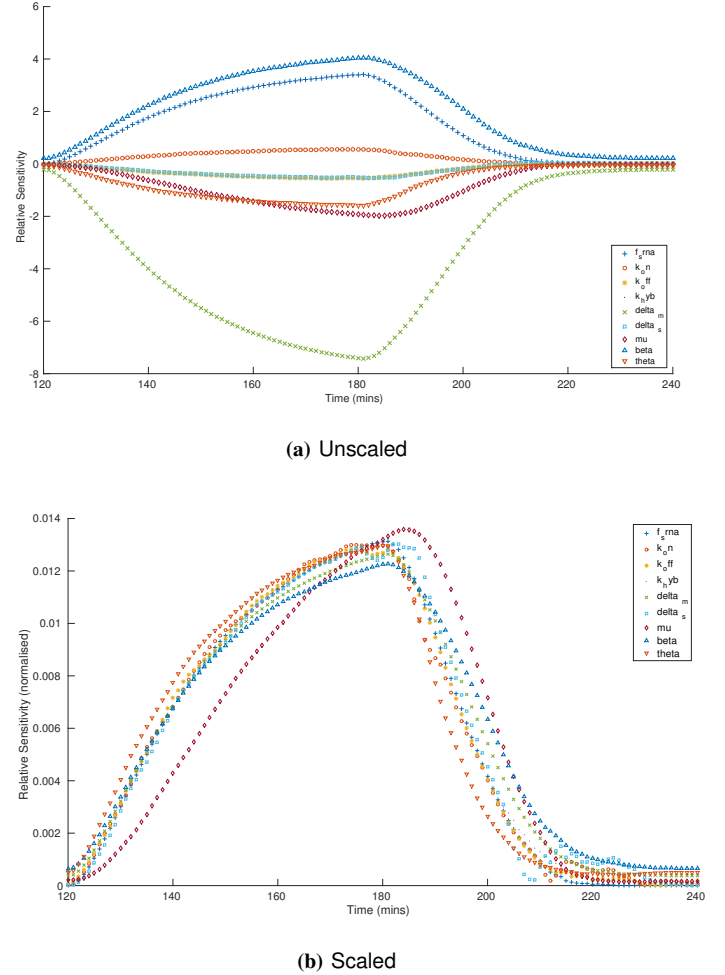 6
4
2
0
-2
-4
-6
-8
Relative Sensitivity
120
140
160
180
200
220
240
Time (mins)
f_srna
k_on
k_off
k_hyb
delta_m
delta_s
mu
beta
theta
(a) Unscaled
0.014
0.012
0.01
0.008
0.006
0.004
0.002
0
Relative Sensitivity (normalised)
120
140
160
180
200
220
240
Time (mins)
f_srna
k_on
k_off
k_hyb
delta_m
delta_s
mu
beta
theta
(b) Scaled